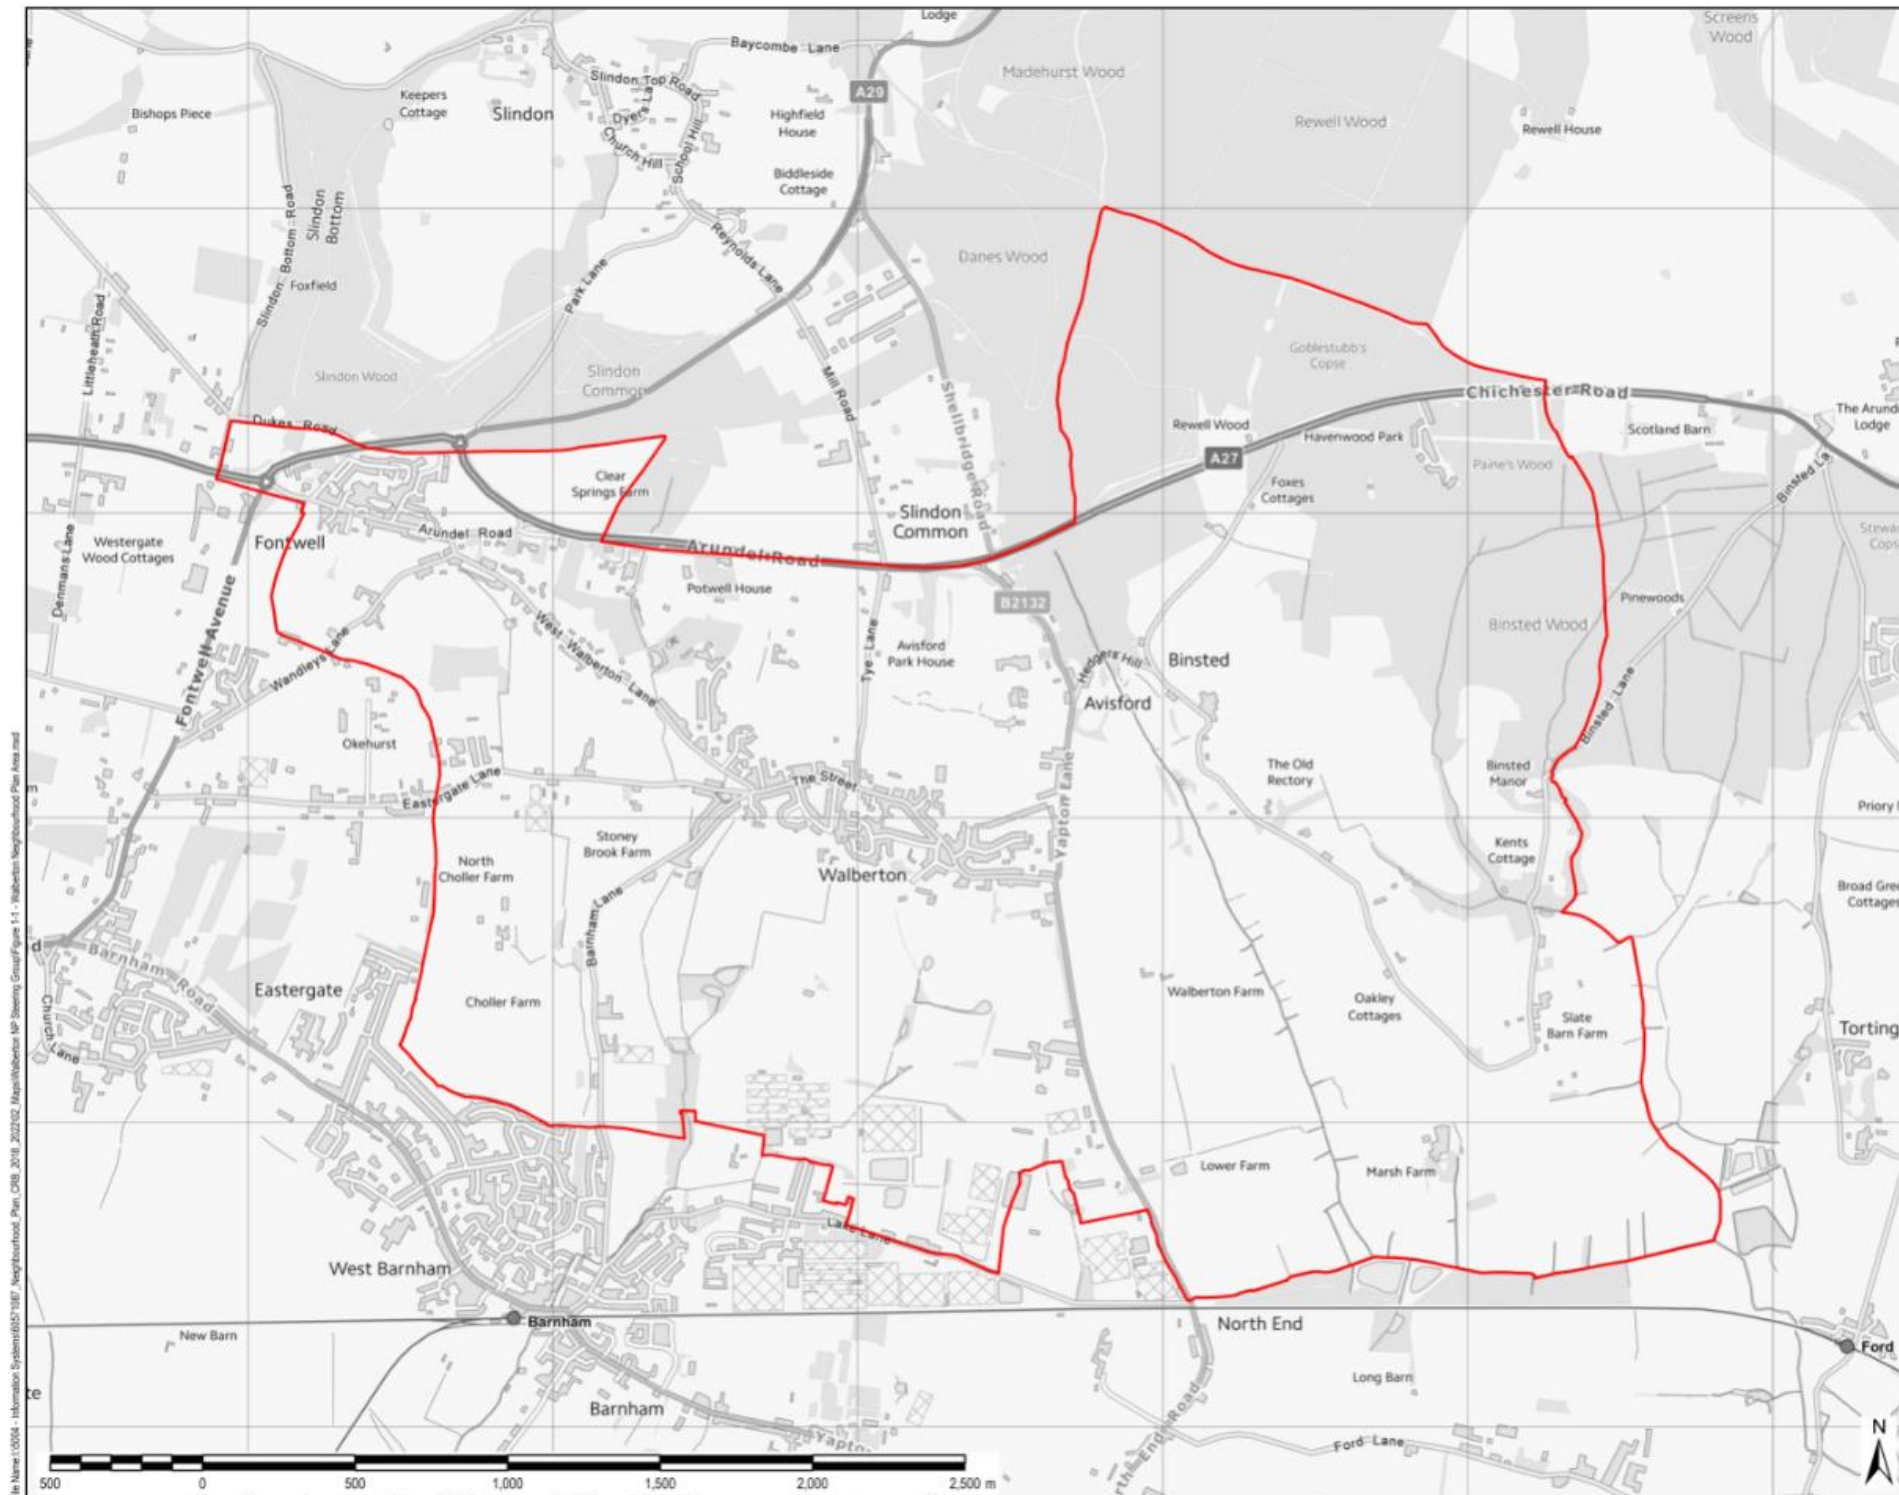 Lodge
Screens
Wood
Baycombe Lane
Madehurst Wood
Slindon Top Road
A29
Keepers
Cottage
Bishops Piece
Slindon
Dyers La
Highfield
House
Rewell Wood
Rewell House
Church Hill
School Hill
Biddleside
Cottage
Slindon Bottom Road
Slindon
Bottom
Reynolds Lane
Danes Wood
Park Lane
Foxfield
Littleheath Road
Goblestubb's
Copse
Slindon Wood
Slindon
Common
Mill Road
Shellbridge Road
Chichester Road
The Arund
Lodge
Dukes Road
Rewell Wood
Havenwood Park
Scotland Barn
A27
Paine's Wood
Binsted La
Clear
Springs Farm
Foxes
Cottages
Slindon
Common
Stewa
Cops
Arundel Road
Fontwell
Westergate
Wood Cottages
Denmans Lane
Arundel Road
Potwell House
B2132
Pinewoods
Binsted Wood
Fontwell Avenue
West Walberton Lane
Tye Lane
Avisford
Park House
Hedgers Hill
Binsted
Wandleys Lane
Avisford
Binsted Lane
Okehurst
Eastergate Lane
The Street
Yapton Lane
The Old
Rectory
Binsted
Manor
Priory
Stoney
Brook Farm
Kents
Cottage
North
Choller Farm
Walberton
Broad Gree
Cottages
Barnham Lane
Barnham Road
Eastergate
Choller Farm
Walberton Farm
Oakley
Cottages
Slate
Barn Farm
Church Lane
Torting
Lower Farm
Marsh Farm
Lake Lane
West Barnham
Barnham
North End
New Barn
Ford
Long Barn
Barnham
Yapto
North End Road
Ford Lane
N
500 0 500 1,000 1,500 2,000 2,500 m